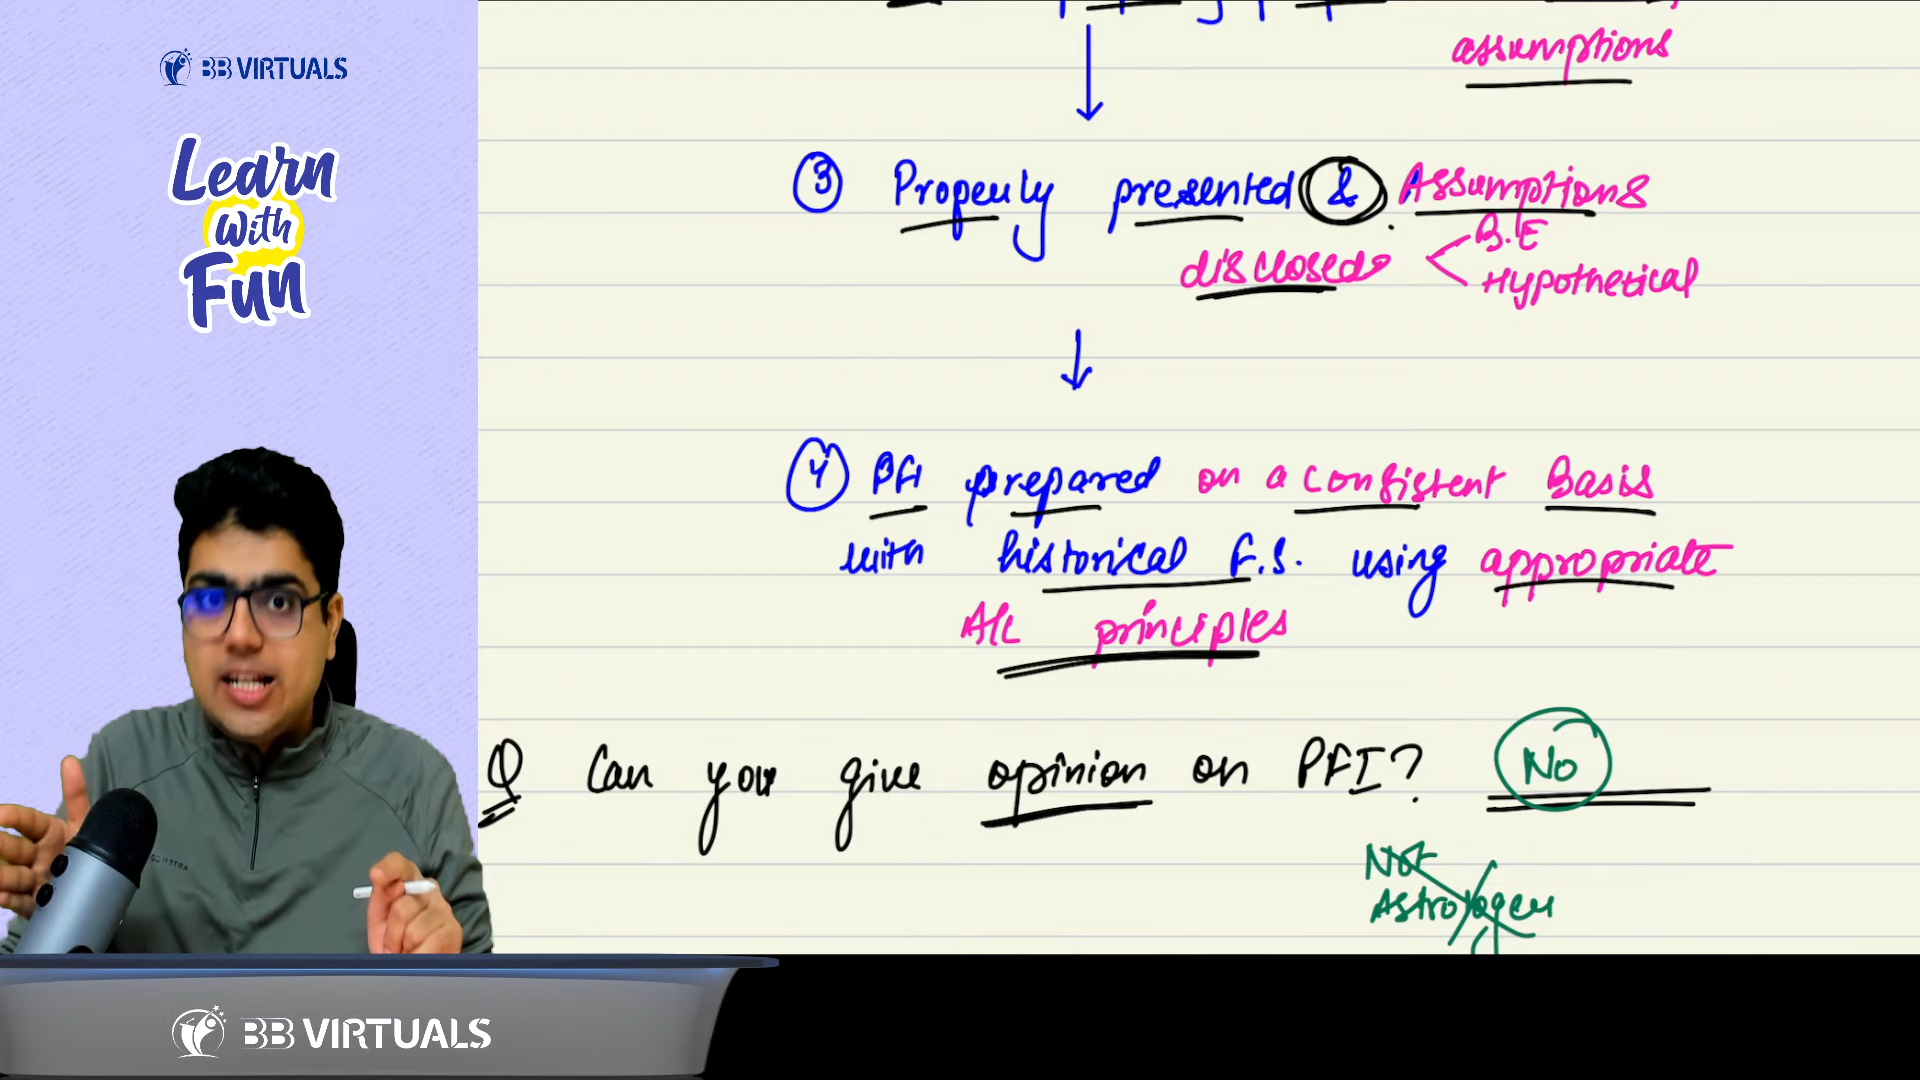 BB VIRTUALS
Learn
With
Fun
assumptions
③ Properly presented & Assumptions
disclosed
B.E
Hypothetical
④ PFI prepared on a consistent Basis
with historical F.S. using appropriate
A/c principles
Q Can you give opinion on PFI? No
Not
Astrologer
BB VIRTUALS